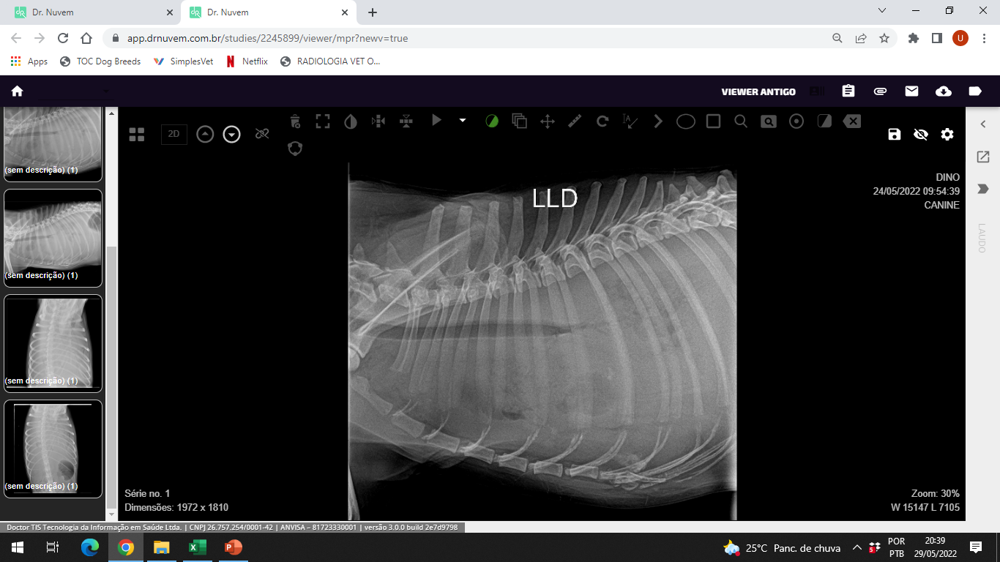 Dr. Nuvem
Dr. Nuvem
app.drnuvem.com.br/studies/2245899/viewer/mpr?newv=true
U
Apps
TOC Dog Breeds
SimplesVet
Netflix
RADIOLOGIA VET O...
VIEWER ANTIGO
2D
(sem descrição) (1)
(sem descrição) (1)
(sem descrição) (1)
(sem descrição) (1)
LLD
DINO
24/05/2022 09:54:39
CANINE
LAUDO
Série no. 1
Dimensões: 1972 x 1810
Zoom: 30%
W 15147 L 7105
Doctor TIS Tecnologia da Informação em Saúde Ltda. | CNPJ 26.757.254/0001-42 | ANVISA – 81723330001 | versão 3.0.0 build 2e7d9798
25°C Panc. de chuva
POR
PTB
20:39
29/05/2022